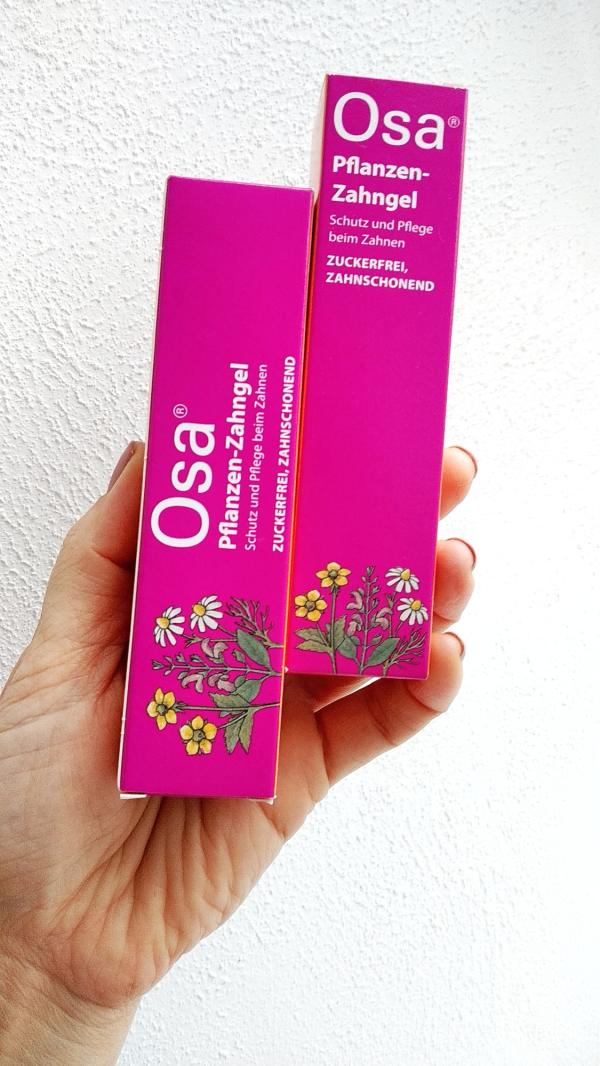 Osa®
Pflanzen-Zahngel
Schutz und Pflege beim Zahnen
ZUCKERFREI, ZAHNSCHONEND
Osa®
Pflanzen-
Zahngel
Schutz und Pflege
beim Zahnen
ZUCKERFREI,
ZAHNSCHONEND